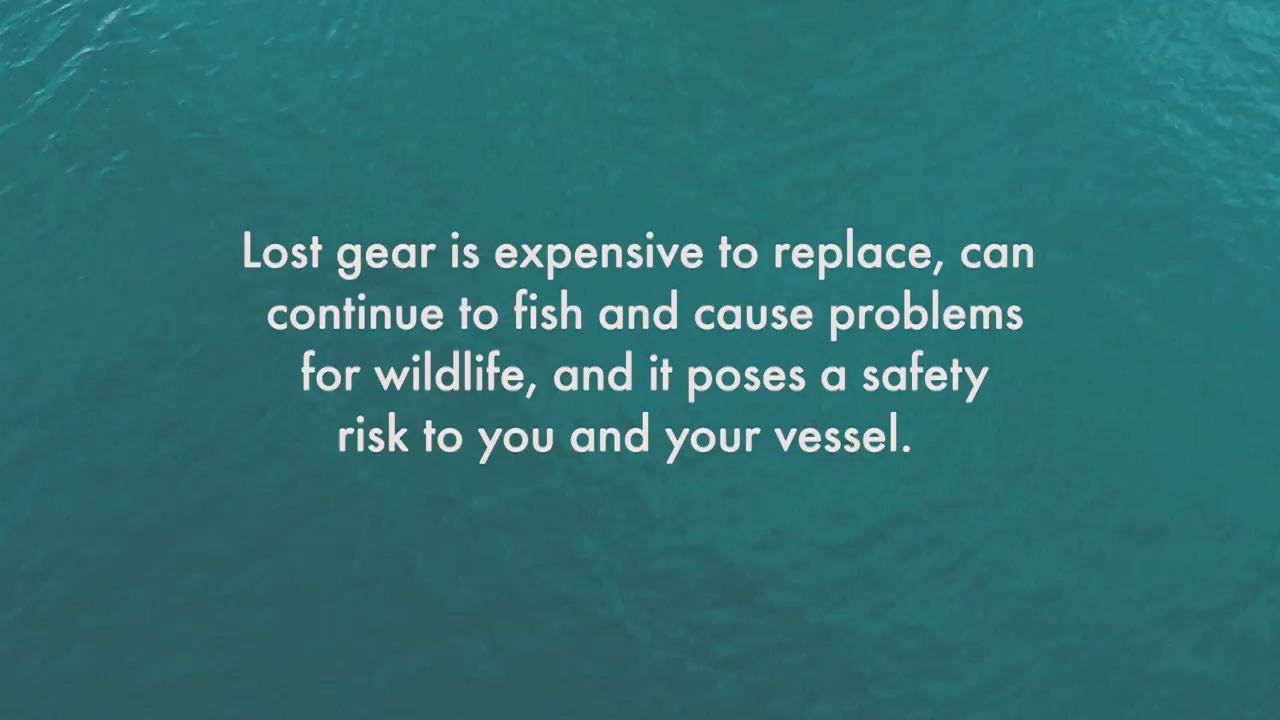 Lost gear is expensive to replace, can
continue to fish and cause problems
for wildlife, and it poses a safety
risk to you and your vessel.